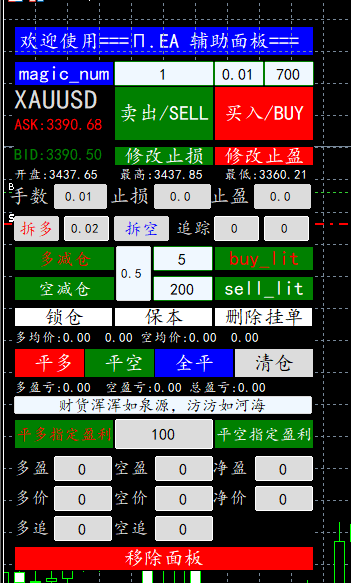 欢迎使用===Π.EA 辅助面板===
magic_num 1 0.01 700
XAUUSD 卖出/SELL 买入/BUY
ASK:3390.68
BID:3390.50 修改止损 修改止盈
开盘:3437.65 最高:3437.85 最低:3360.21
手数 0.01 止损 0.0 止盈 0.0
拆多 0.02 拆空 追踪 0 0
多减仓 0.5 5 buy_lit
空减仓 200 sell_lit
锁仓 保本 删除挂单
多均价:0.00 空均价:0.00 0.00
平多 平空 全平 清仓
多盈亏:0.00 空盈亏:0.00 总盈亏:0.00
财货浑浑如泉源, 汸汸如河海
平多指定盈利 100 平空指定盈利
多盈 0 空盈 0 净盈 0
多价 0 空价 0 净价 0
多追 0 空追 0
移除面板